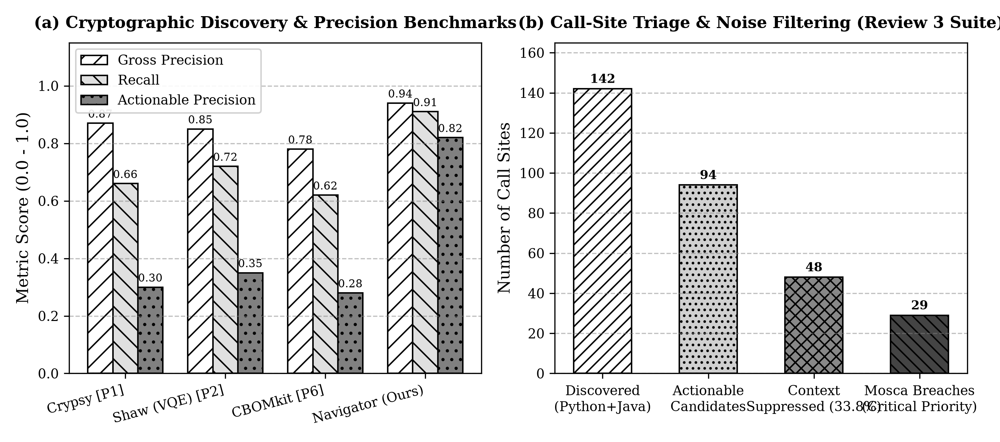 (a) Cryptographic Discovery & Precision Benchmarks
Metric Score (0.0 - 1.0)
1.0
0.8
0.6
0.4
0.2
0.0
Gross Precision
Recall
Actionable Precision
0.87
0.66
0.30
0.85
0.72
0.35
0.78
0.62
0.28
0.94
0.91
0.82
Crypsy [P1]
Shaw (VQE) [P2]
CBOMkit [P6]
Navigator (Ours)
(b) Call-Site Triage & Noise Filtering (Review 3 Suite)
Number of Call Sites
160
140
120
100
80
60
40
20
0
142
94
48
29
Discovered
(Python+Java)
Actionable
Candidates
Context
Suppressed (33.8%)
Mosca Breaches
(Critical Priority)